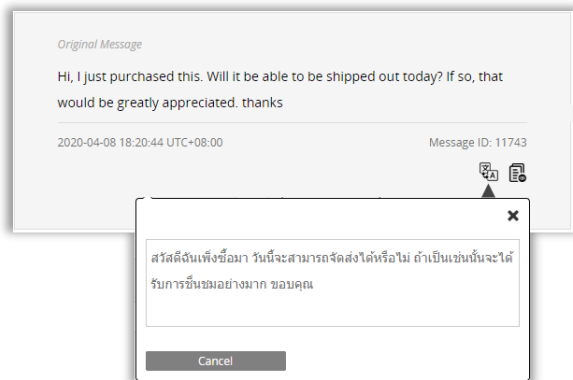 Original Message
Hi, I just purchased this. Will it be able to be shipped out today? If so, that
would be greatly appreciated. thanks
2020-04-08 18:20:44 UTC+08:00 Message ID: 11743
สวัสดีฉันเพิ่งซื้อมา วันนี้จะสามารถจัดส่งได้หรือไม่ ถ้าเป็นเช่นนั้นจะได้
รับการชื่นชมอย่างมาก ขอบคุณ
Cancel